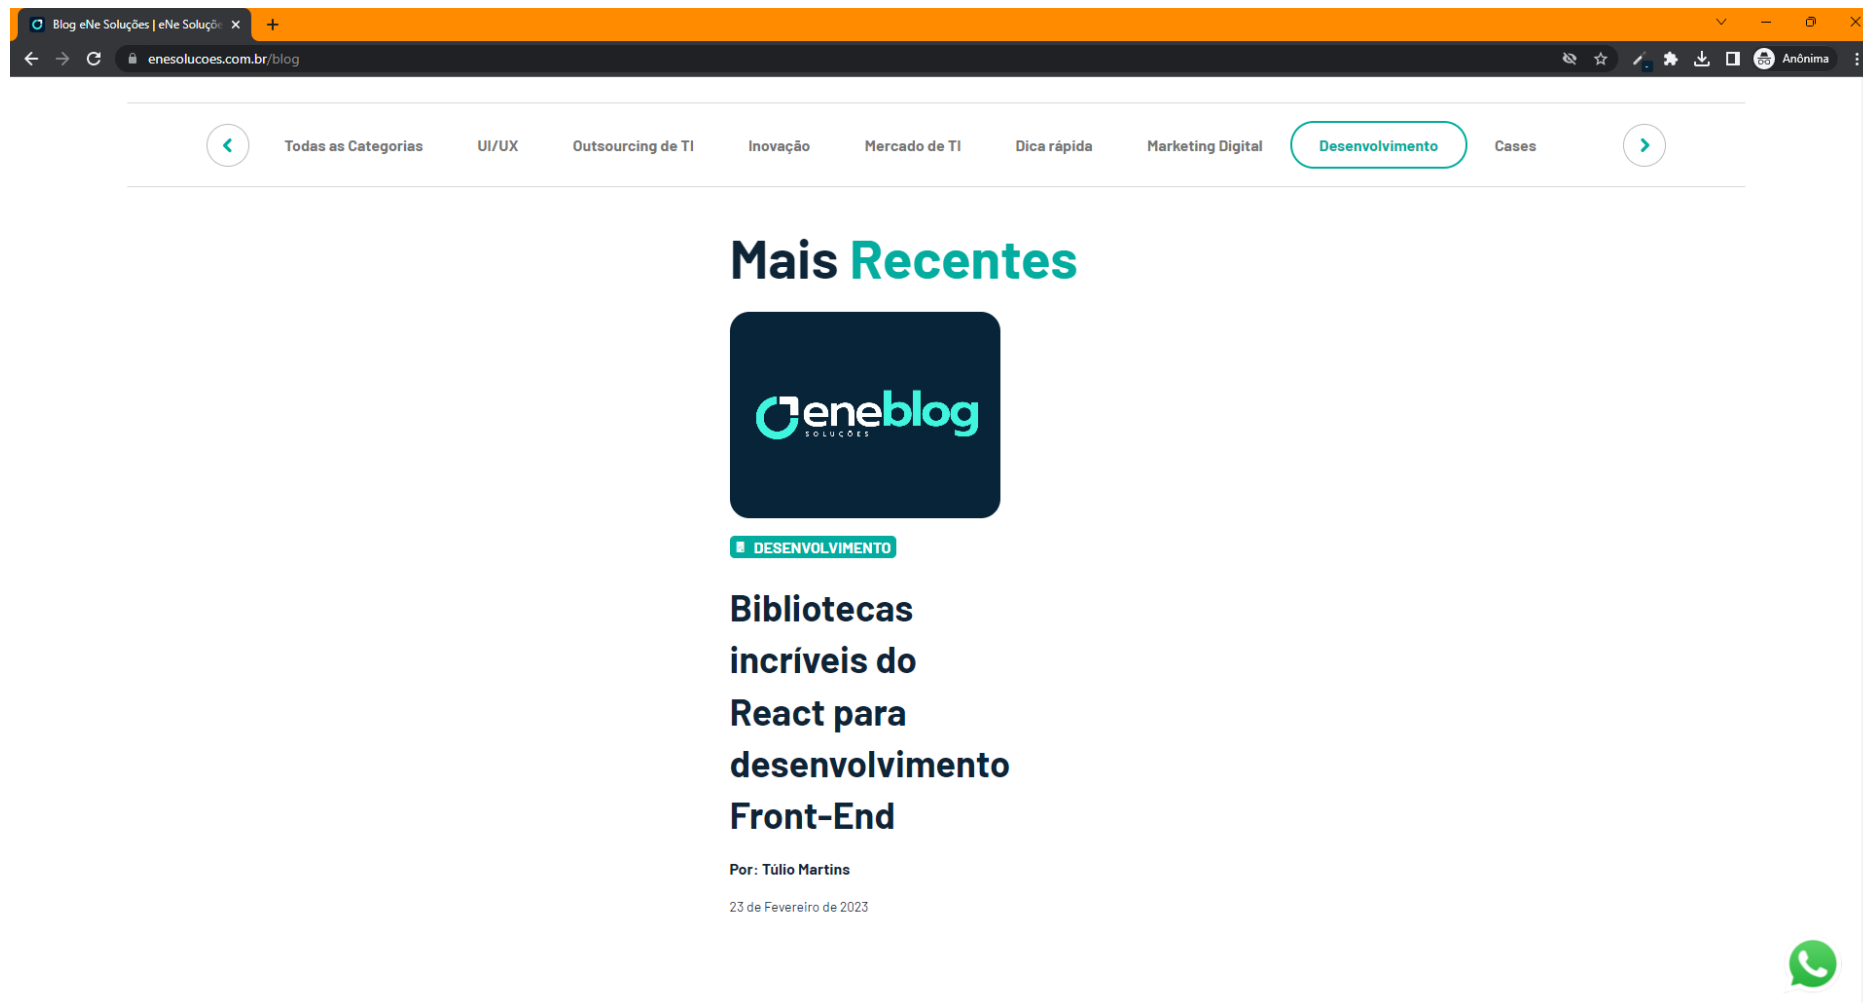 Blog eNe Soluções | eNe Soluçõe
enesolucoes.com.br/blog
Anônima
Todas as Categorias UI/UX Outsourcing de TI Inovação Mercado de TI Dica rápida Marketing Digital Desenvolvimento Cases
Mais Recentes
eneblog
SOLUÇÕES
DESENVOLVIMENTO
Bibliotecas
incríveis do
React para
desenvolvimento
Front-End
Por: Túlio Martins
23 de Fevereiro de 2023